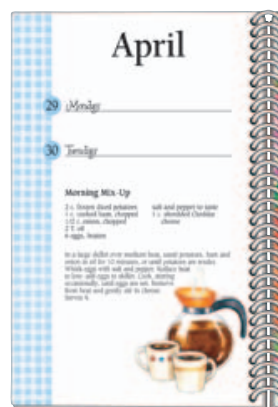 April
29 Monday
30 Tuesday
Morning Mix-Up
2 c. frozen diced potatoes
1 c. cooked ham, chopped
1/2 c. onion, chopped
2 T. oil
6 eggs, beaten
salt and pepper to taste
1 c. shredded Cheddar
cheese
In a large skillet over medium heat, sauté potatoes, ham and
onion in oil for 10 minutes, or until potatoes are tender.
Whisk eggs with salt and pepper. Reduce heat
to low; add eggs to skillet. Cook, stirring
occasionally, until eggs are set. Remove
from heat and gently stir in cheese.
Serves 4.